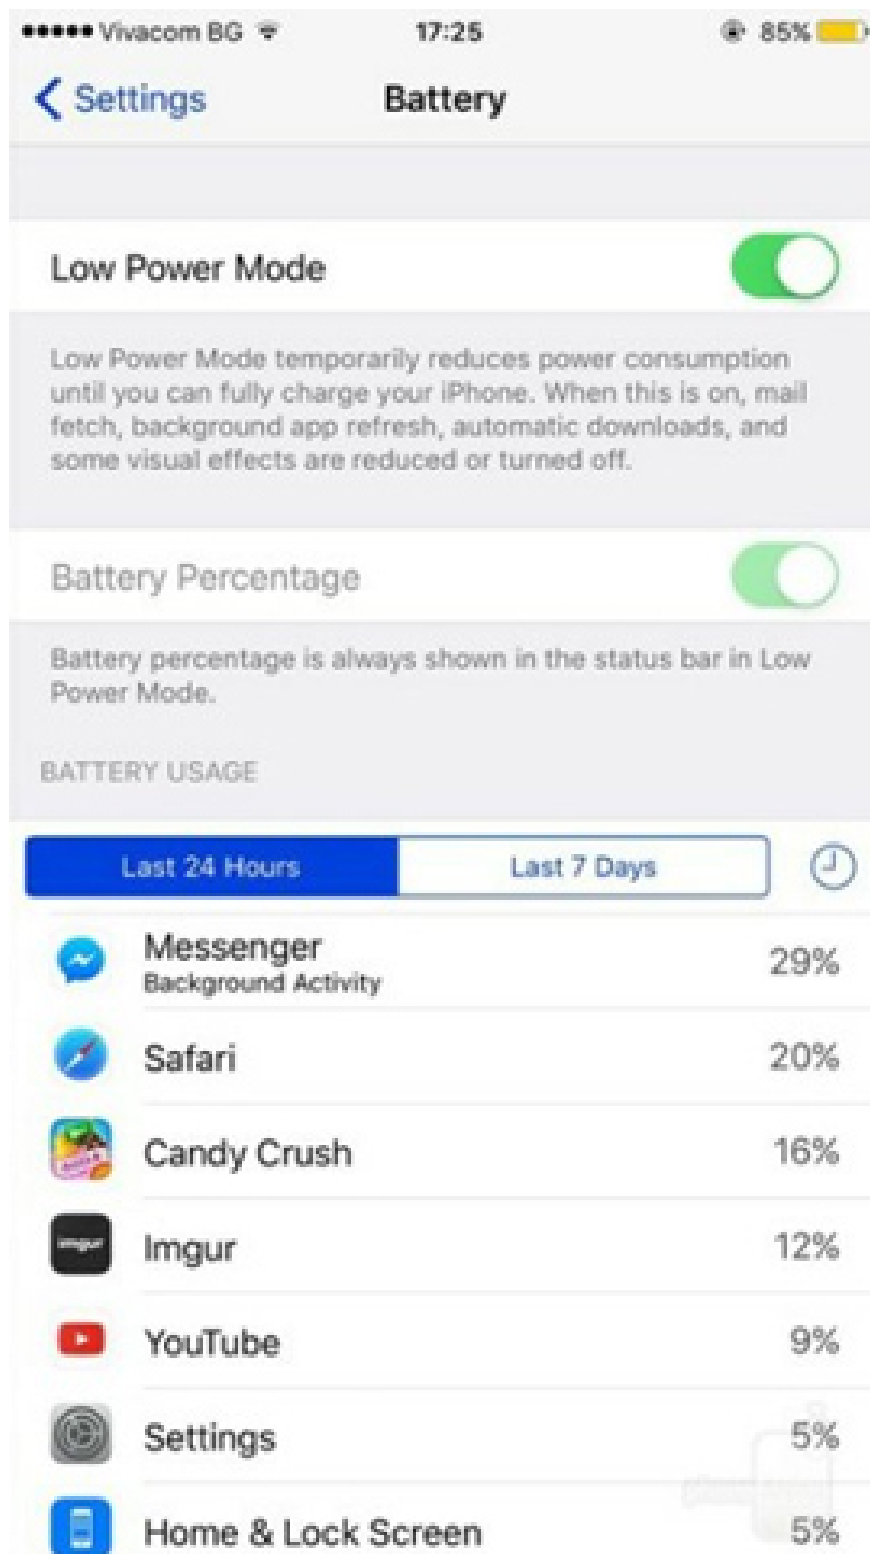 Vivacom BG 17:25 85%
Settings Battery
Low Power Mode
Low Power Mode temporarily reduces power consumption
until you can fully charge your iPhone. When this is on, mail
fetch, background app refresh, automatic downloads, and
some visual effects are reduced or turned off.
Battery Percentage
Battery percentage is always shown in the status bar in Low
Power Mode.
BATTERY USAGE
Last 24 Hours Last 7 Days
Messenger 29%
Background Activity
Safari 20%
Candy Crush 16%
imgur
Imgur 12%
YouTube 9%
Settings 5%
Home & Lock Screen 5%